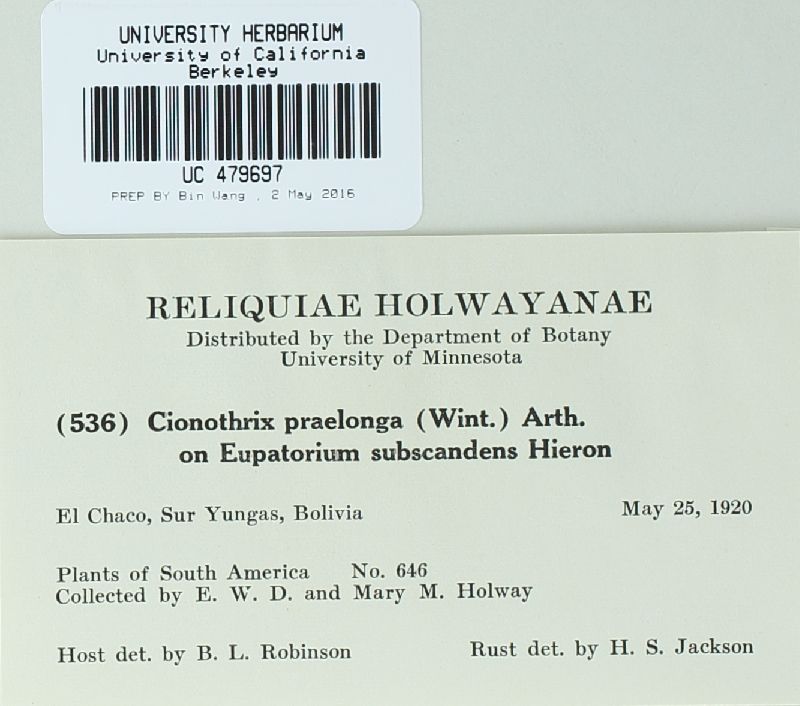 UNIVERSITY HERBARIUM
University of California
Berkeley
UC 479697
PREP BY Bin Wang , 2 May 2016
RELIQUIAE HOLWAYANAE
Distributed by the Department of Botany
University of Minnesota
(536) Cionothrix praelonga (Wint.) Arth.
on Eupatorium subscandens Hieron
El Chaco, Sur Yungas, Bolivia May 25, 1920
Plants of South America No. 646
Collected by E. W. D. and Mary M. Holway
Host det. by B. L. Robinson Rust det. by H. S. Jackson